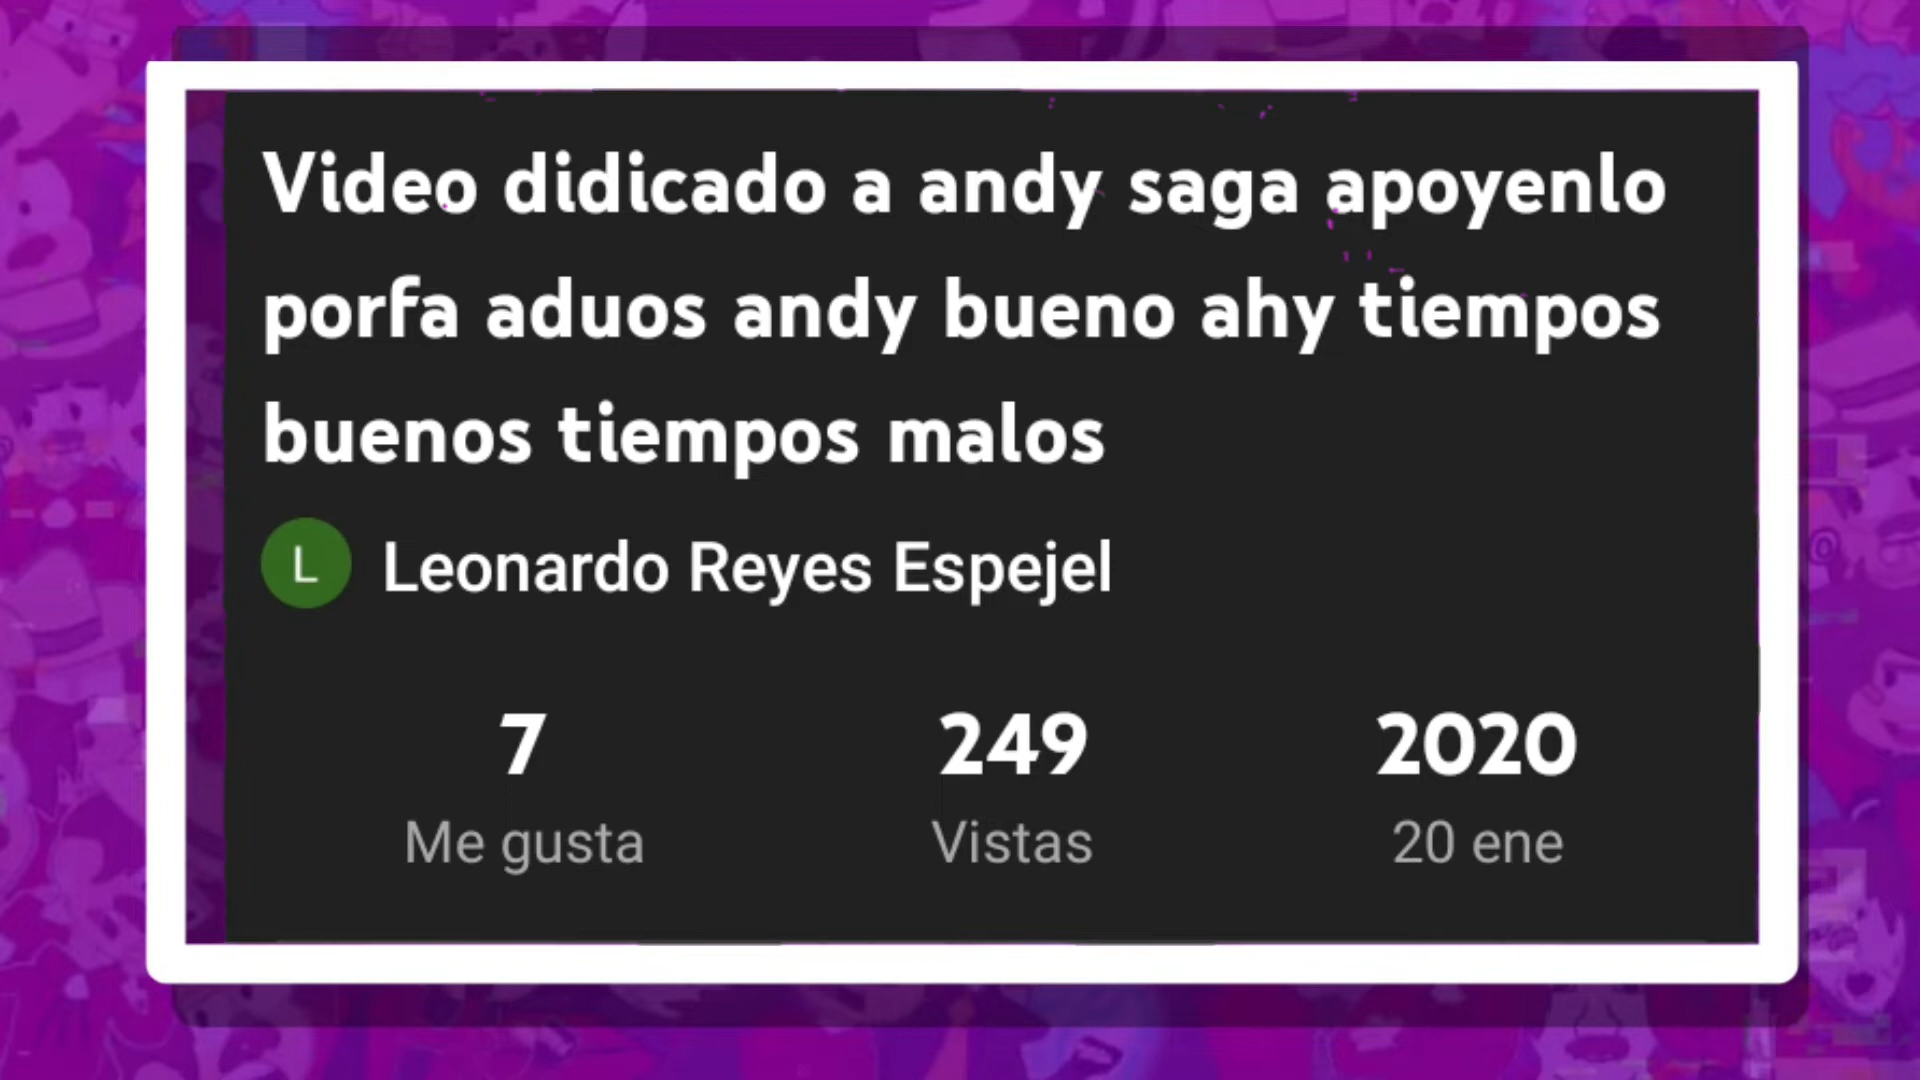 Video didicado a andy saga apoyenlo
porfa aduos andy bueno ahy tiempos
buenos tiempos malos
L Leonardo Reyes Espejel
7 249 2020
Me gusta Vistas 20 ene